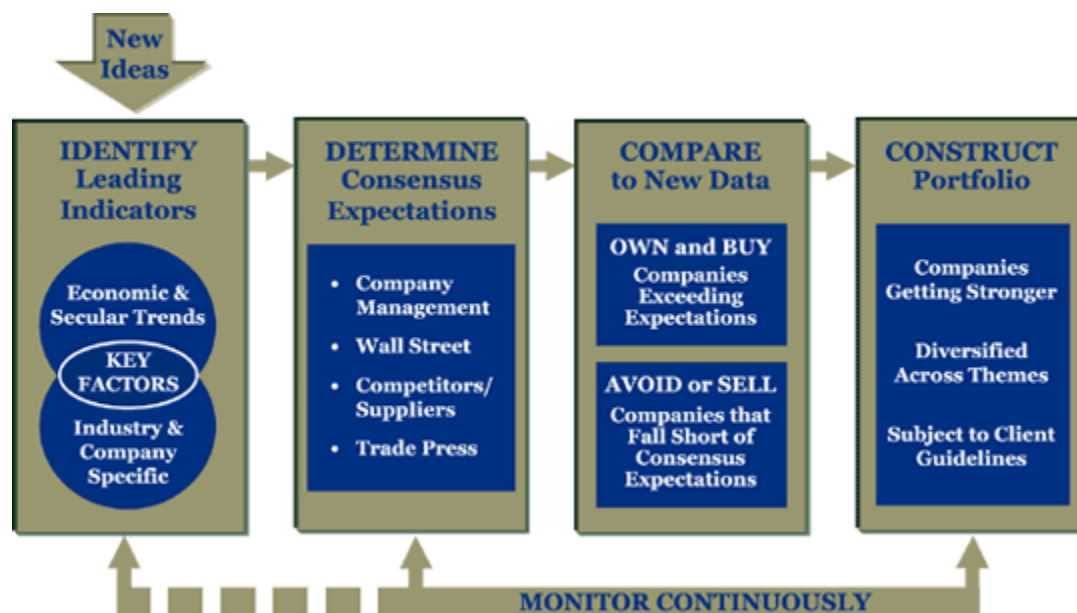 New
Ideas
IDENTIFY
Leading
Indicators
Economic &
Secular Trends
KEY
FACTORS
Industry &
Company
Specific
DETERMINE
Consensus
Expectations
• Company
Management
• Wall Street
• Competitors/
Suppliers
• Trade Press
COMPARE
to New Data
OWN and BUY
Companies
Exceeding
Expectations
AVOID or SELL
Companies that
Fall Short of
Consensus
Expectations
CONSTRUCT
Portfolio
Companies
Getting Stronger
Diversified
Across Themes
Subject to Client
Guidelines
MONITOR CONTINUOUSLY